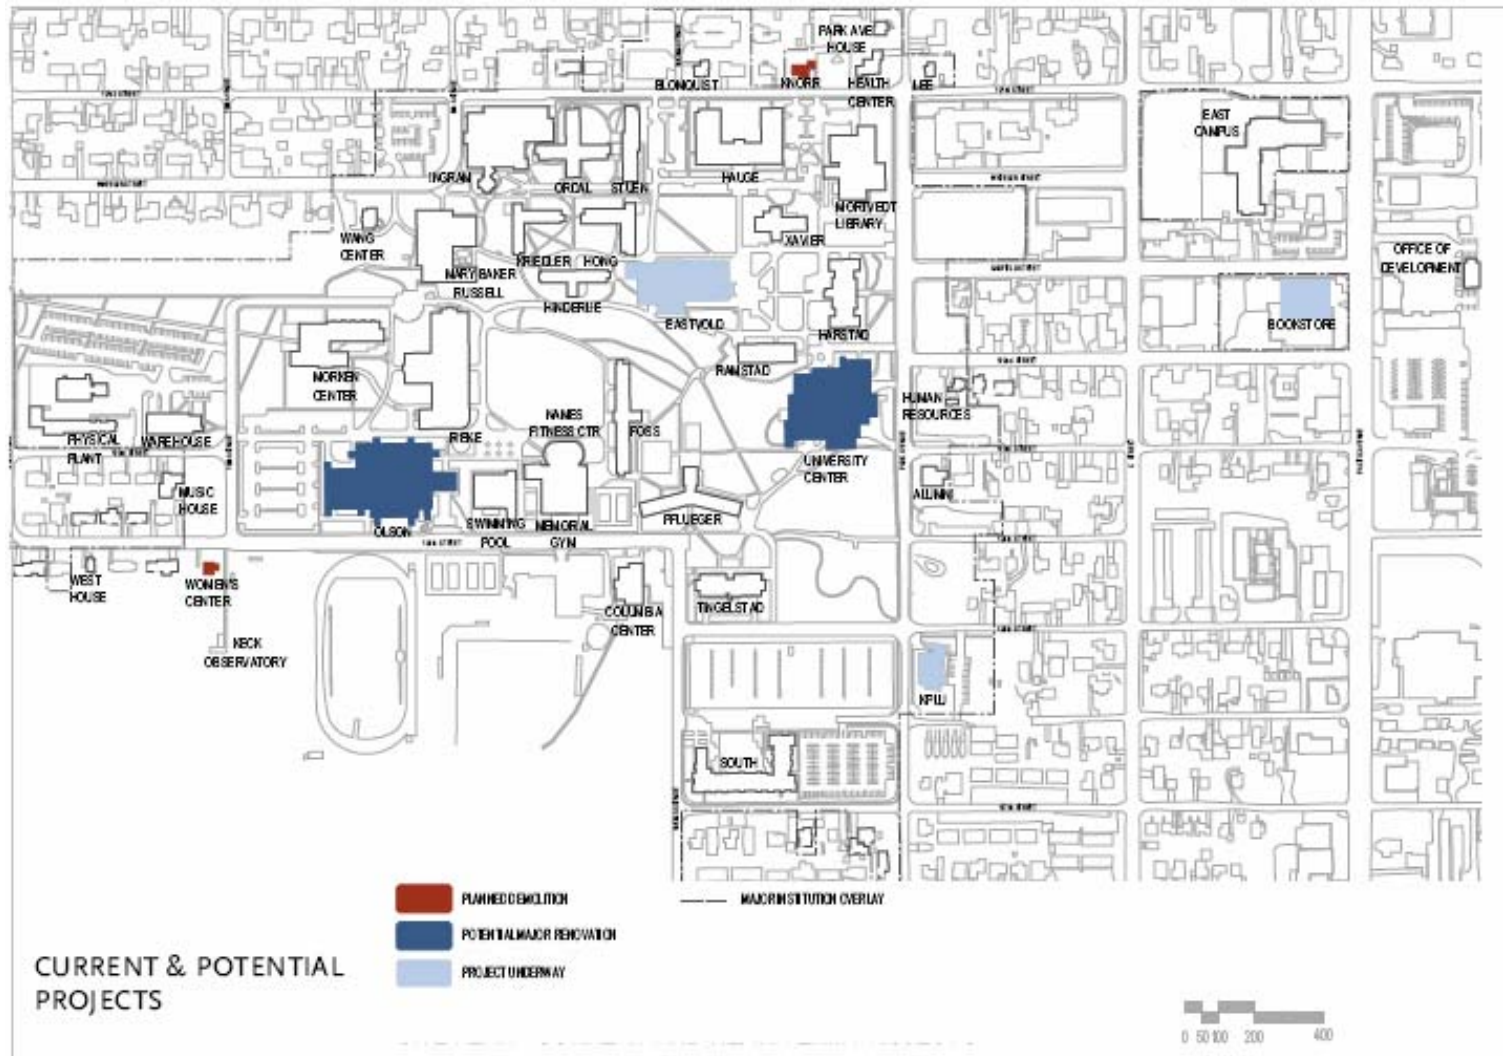 PARK AVE
HOUSE
BLOMQUIST
KNORR
HEALTH
CENTER
LEE
EAST
CAMPUS
INGRAM
ORDAL
STUEN
HAUGE
MORTVEDT
LIBRARY
WANG
CENTER
XAVIER
MARY BAKER
RUSSELL
KRIEDLER
HONG
HINDERLIE
EASTVOLD
HARSTAD
OFFICE OF
DEVELOPMENT
BOOKSTORE
MORKEN
CENTER
RAMSTAD
HUMAN
RESOURCES
NAMES
FITNESS CTR
RIEKE
FOSS
PHYSICAL
PLANT
WAREHOUSE
UNIVERSITY
CENTER
MUSIC
HOUSE
ALUMNI
OLSON
SWIMMING
POOL
MEMORIAL
GYM
PFLUEGER
WEST
HOUSE
WOMEN'S
CENTER
COLUMBIA
CENTER
TINGELSTAD
KECK
OBSERVATORY
KPLU
SOUTH
PLANNED DEMOLITION
MAJOR INSTITUTION OVERLAY
POTENTIAL MAJOR RENOVATION
PROJECT UNDERWAY
CURRENT & POTENTIAL
PROJECTS
0 50 100 200 400